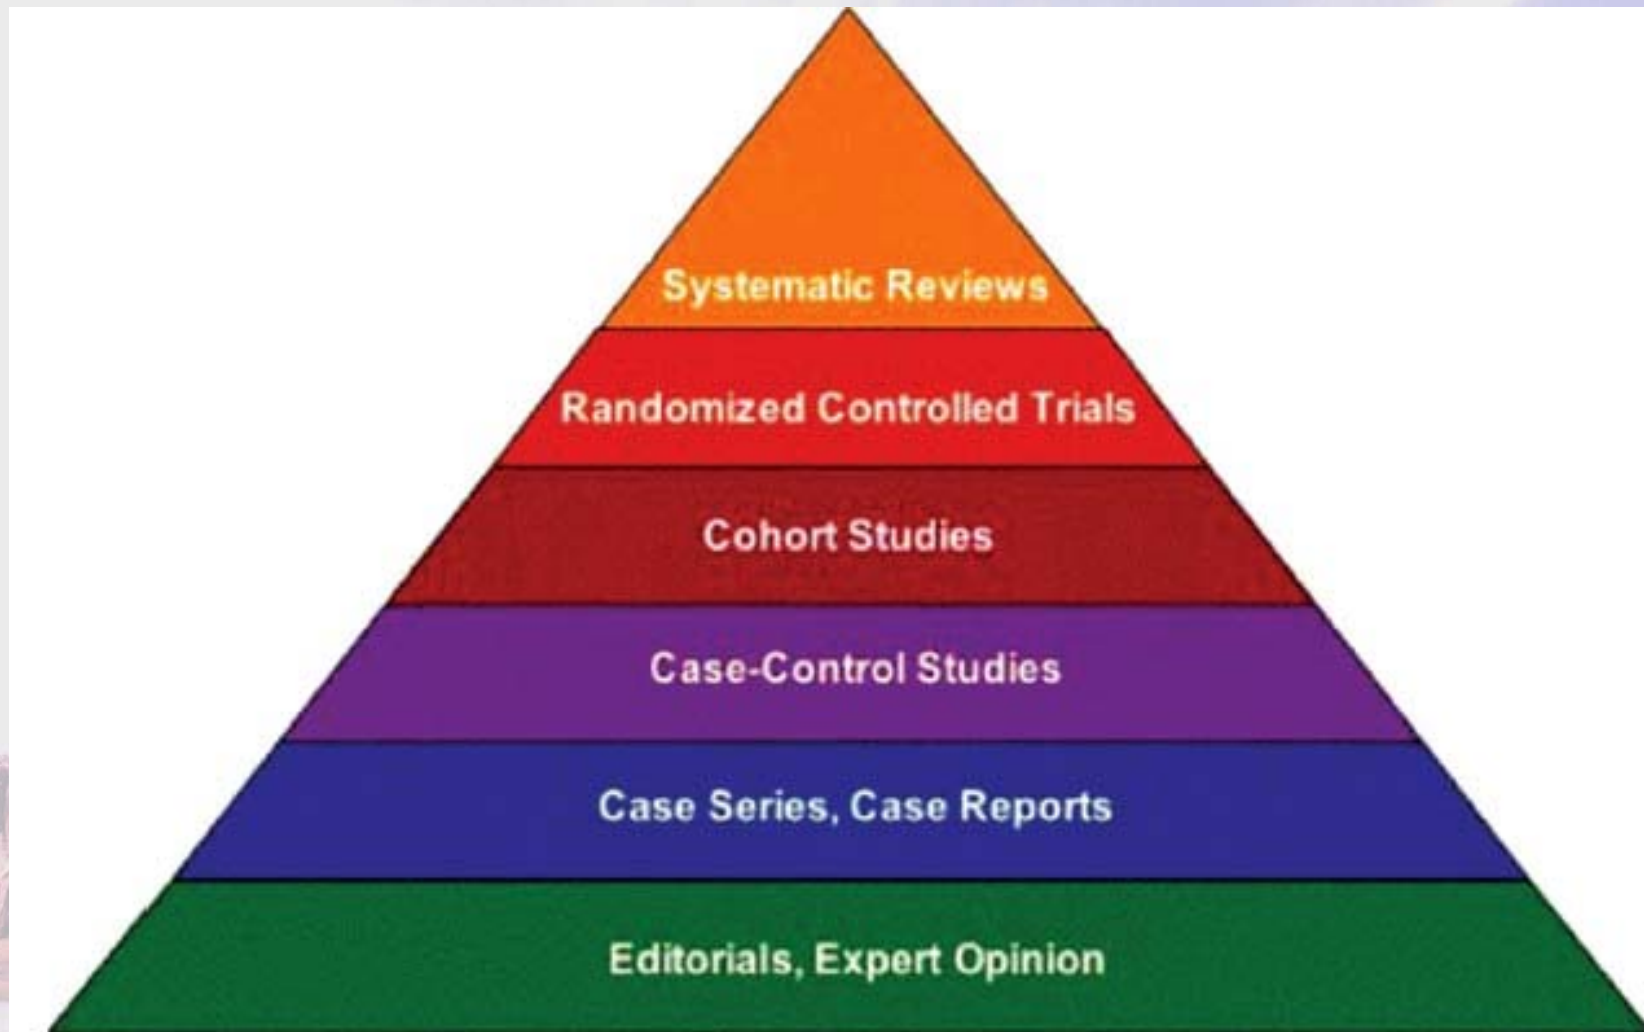 Systematic Reviews
Randomized Controlled Trials
Cohort Studies
Case-Control Studies
Case Series, Case Reports
Editorials, Expert Opinion